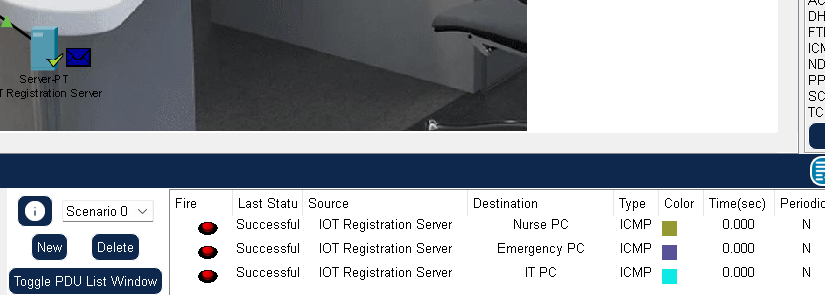 AC
DH
FTI
ICM
ND
PP
SC
TC
Server-PT
T Registration Server
Scenario 0
New
Delete
Toggle PDU List Window
Fire Last Statu Source Destination Type Color Time(sec) Periodic
Successful IOT Registration Server Nurse PC ICMP 0.000 N
Successful IOT Registration Server Emergency PC ICMP 0.000 N
Successful IOT Registration Server IT PC ICMP 0.000 N